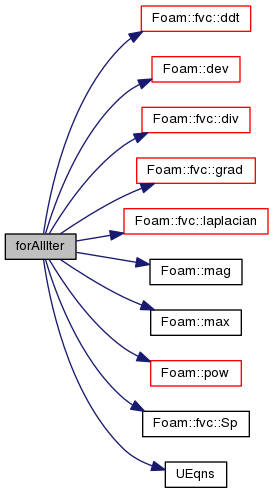 Foam::fvc::ddt
Foam::dev
Foam::fvc::div
Foam::fvc::grad
forAllIter
Foam::fvc::laplacian
Foam::mag
Foam::max
Foam::pow
Foam::fvc::Sp
UEqns